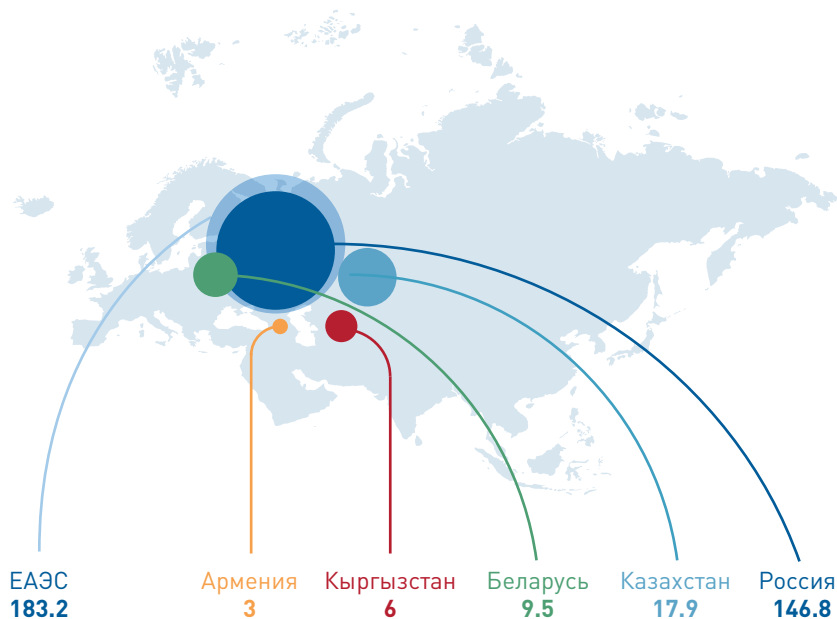 ЕАЭС
183.2
Армения
3
Кыргызстан
6
Беларусь
9.5
Казахстан
17.9
Россия
146.8